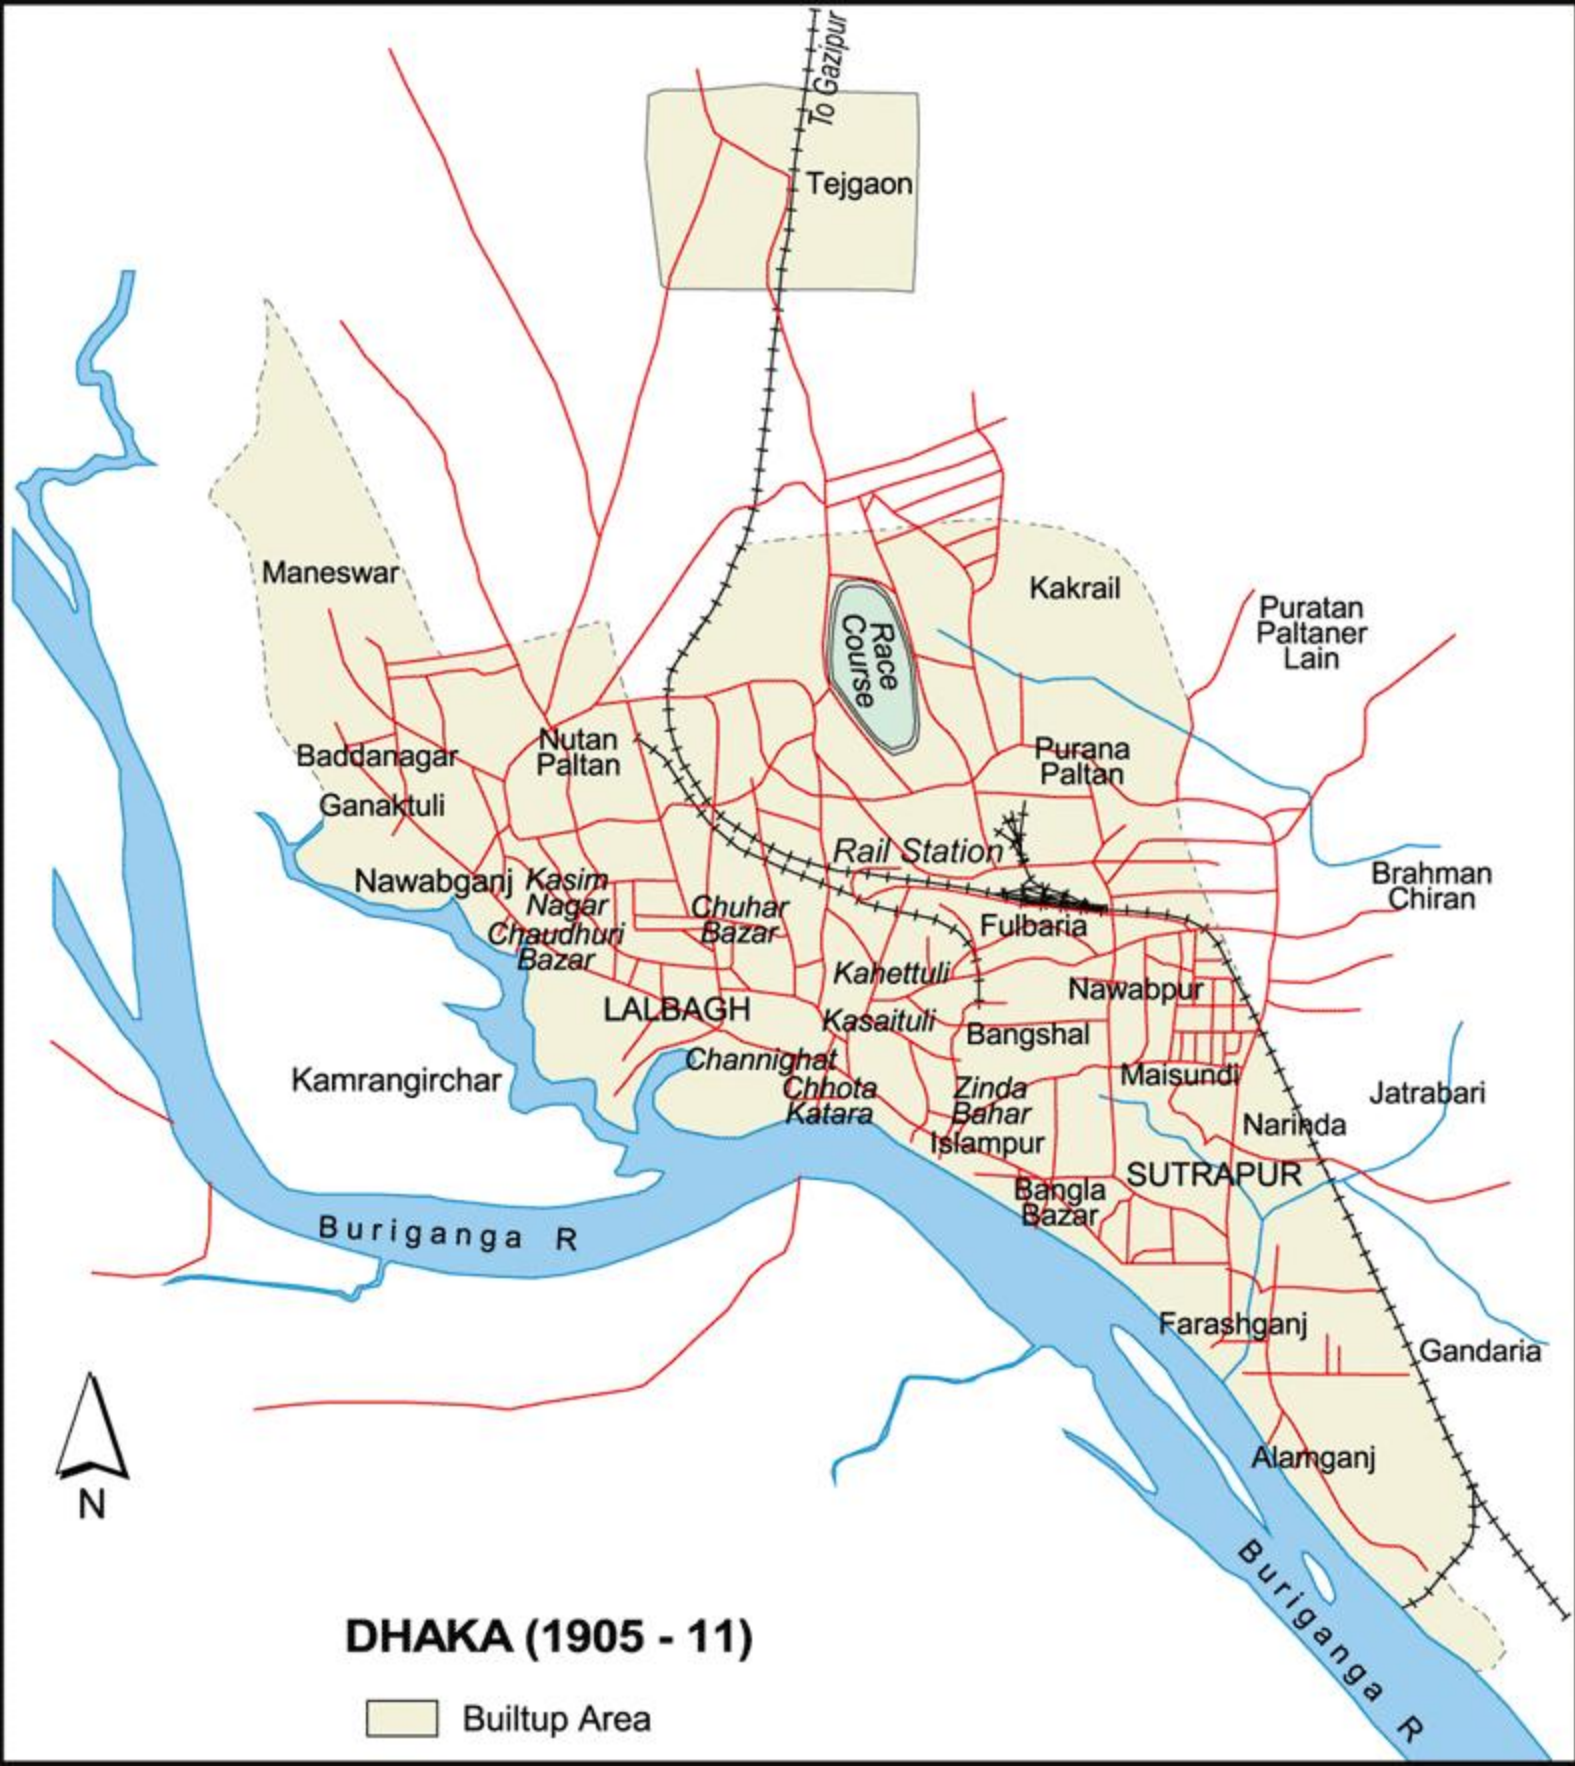 To Gazipur
Tejgaon
Maneswar
Kakrail
Race
Course
Puratan
Paltaner
Lain
Baddanagar
Nutan
Paltan
Purana
Paltan
Ganaktuli
Rail Station
Nawabganj
Kasim
Nagar
Chuhar
Bazar
Brahman
Chiran
Chaudhuri
Bazar
Fulbaria
Kahettuli
Nawabpur
LALBAGH
Kasaituli
Bangshal
Channighat
Kamrangirchar
Chhota
Katara
Zinda
Bahar
Maisundi
Jatrabari
Narinda
Islampur
SUTRAPUR
Bangla
Bazar
Buriganga R
Farashganj
Gandaria
Alamganj
N
Buriganga R
DHAKA (1905 - 11)
Builtup Area